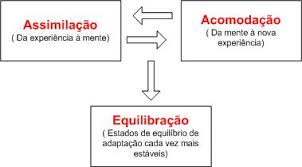 Assimilação
( Da experiência à mente)
Acomodação
( Da mente à nova
experiência)
Equilibração
( Estados de equilíbrio de
adaptação cada vez mais
estáveis)